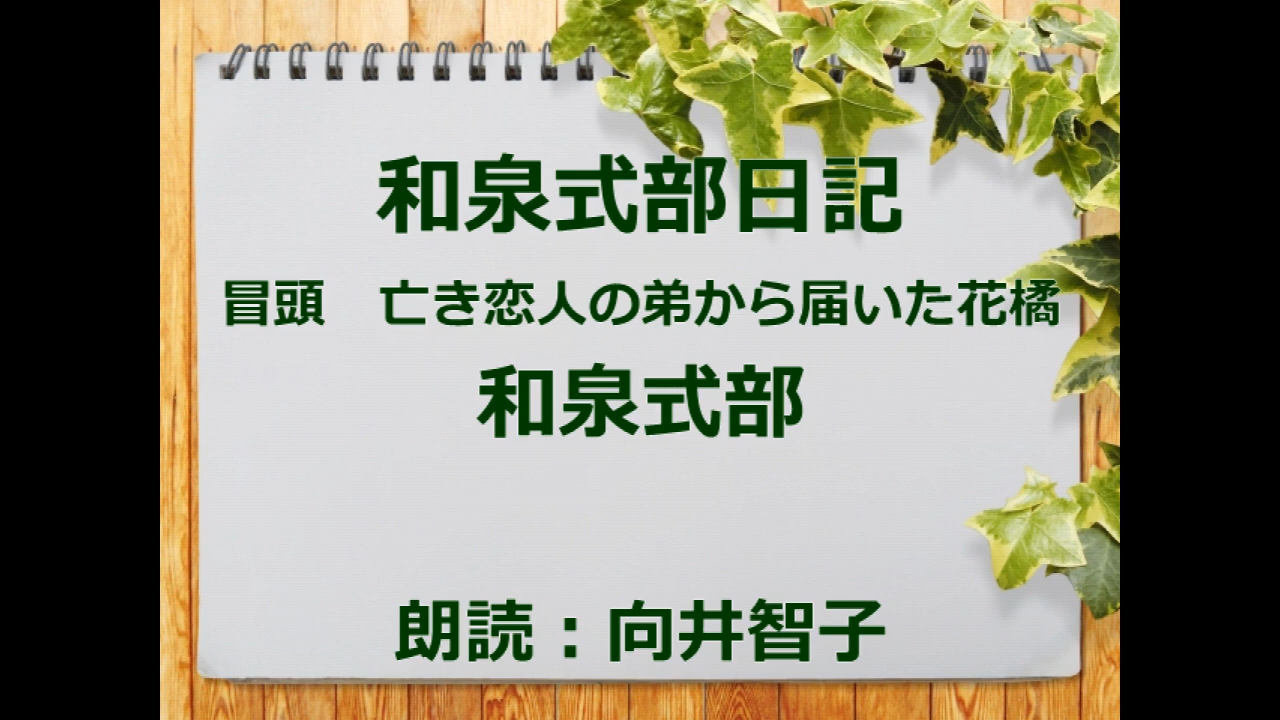 和泉式部日記
冒頭　亡き恋人の弟から届いた花橘
和泉式部
朗読：向井智子